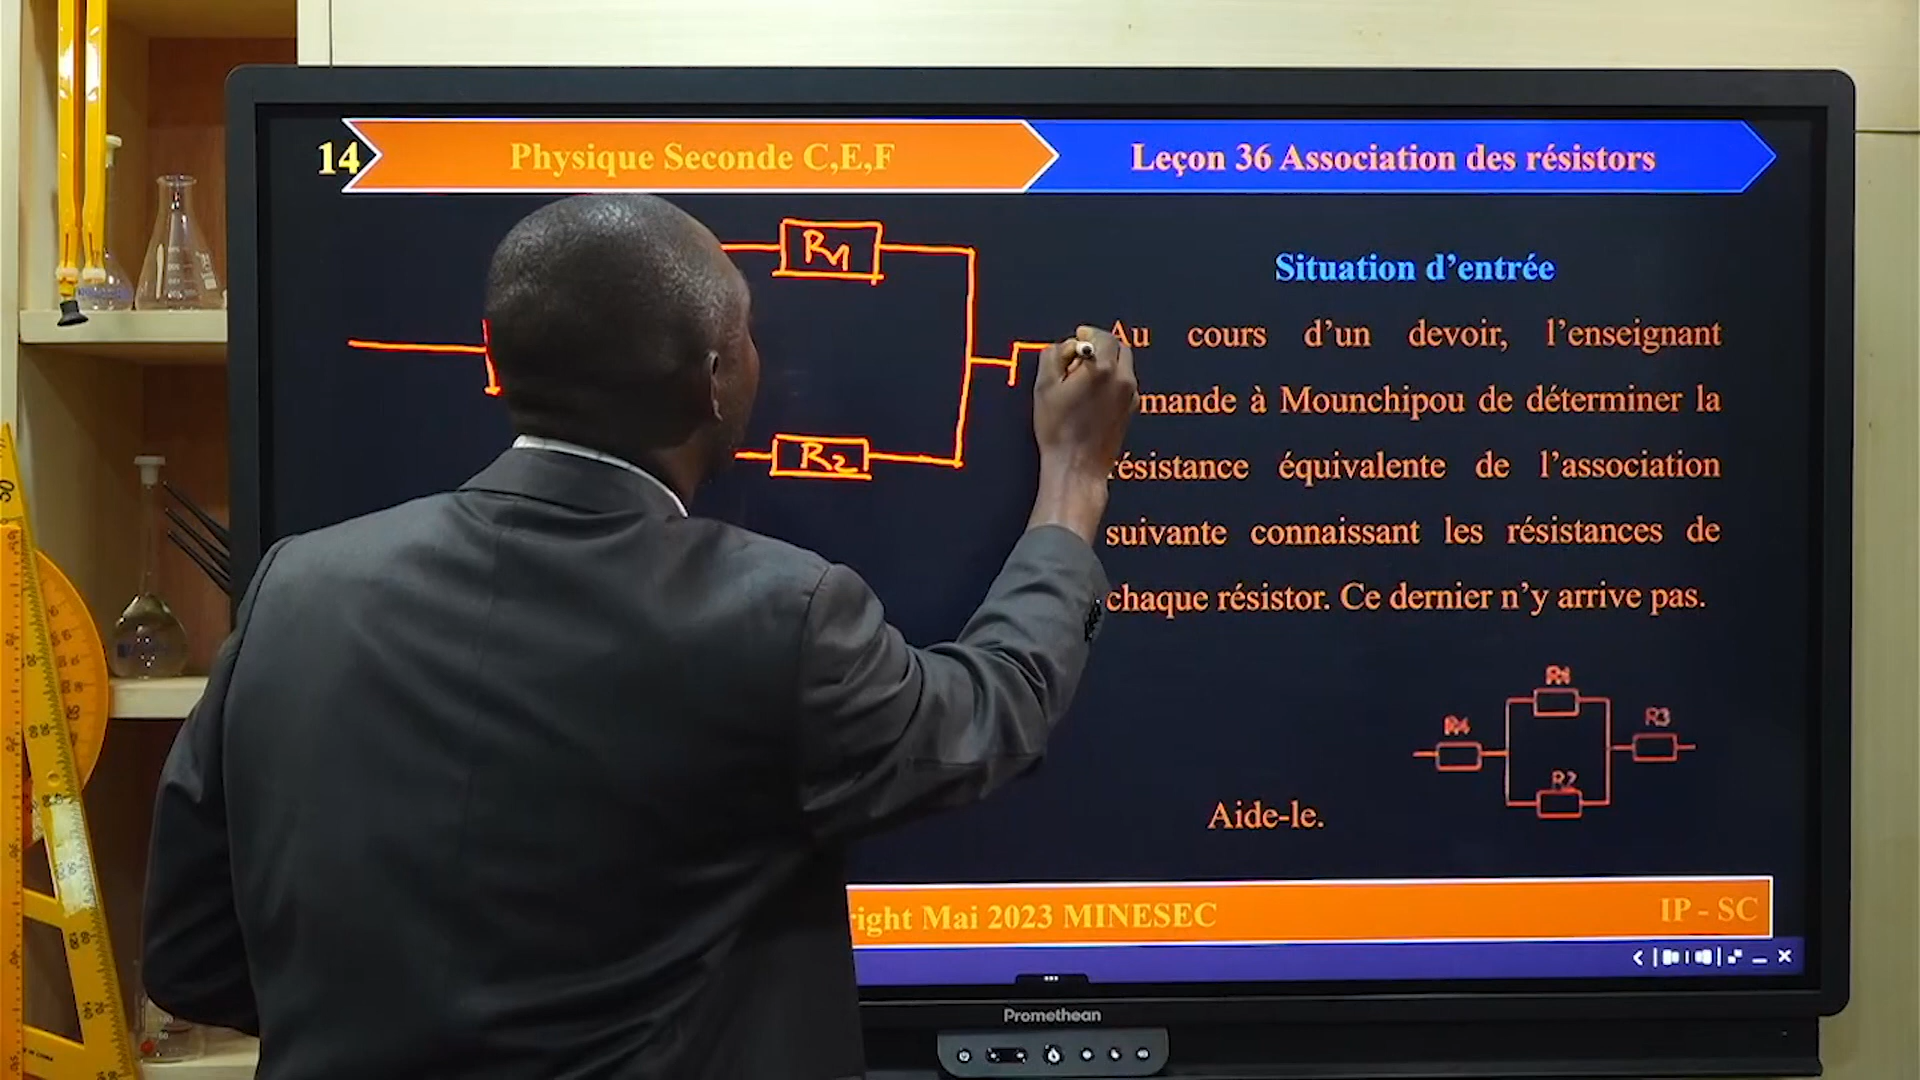 14
Physique Seconde C,E,F
Leçon 36 Association des résistors
R1
R2
Situation d’entrée
Au cours d’un devoir, l’enseignant
mande à Mounchipou de déterminer la
résistance équivalente de l’association
suivante connaissant les résistances de
chaque résistor. Ce dernier n’y arrive pas.
R1
R4
R3
R2
Aide-le.
right Mai 2023 MINESEC
IP - SC
Promethean